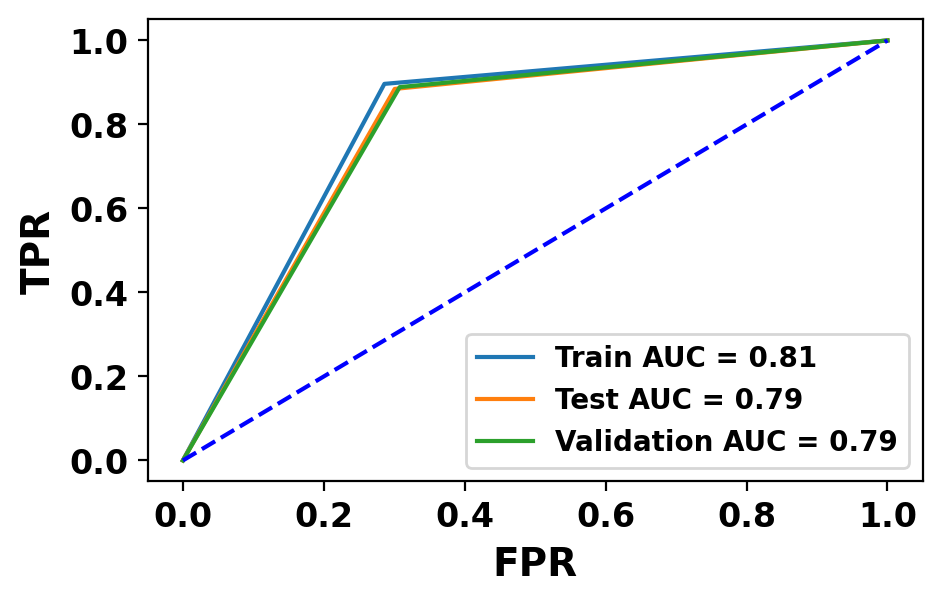 1.0
0.8
0.6
0.4
0.2
0.0
TPR
Train AUC = 0.81
Test AUC = 0.79
Validation AUC = 0.79
0.0 0.2 0.4 0.6 0.8 1.0
FPR